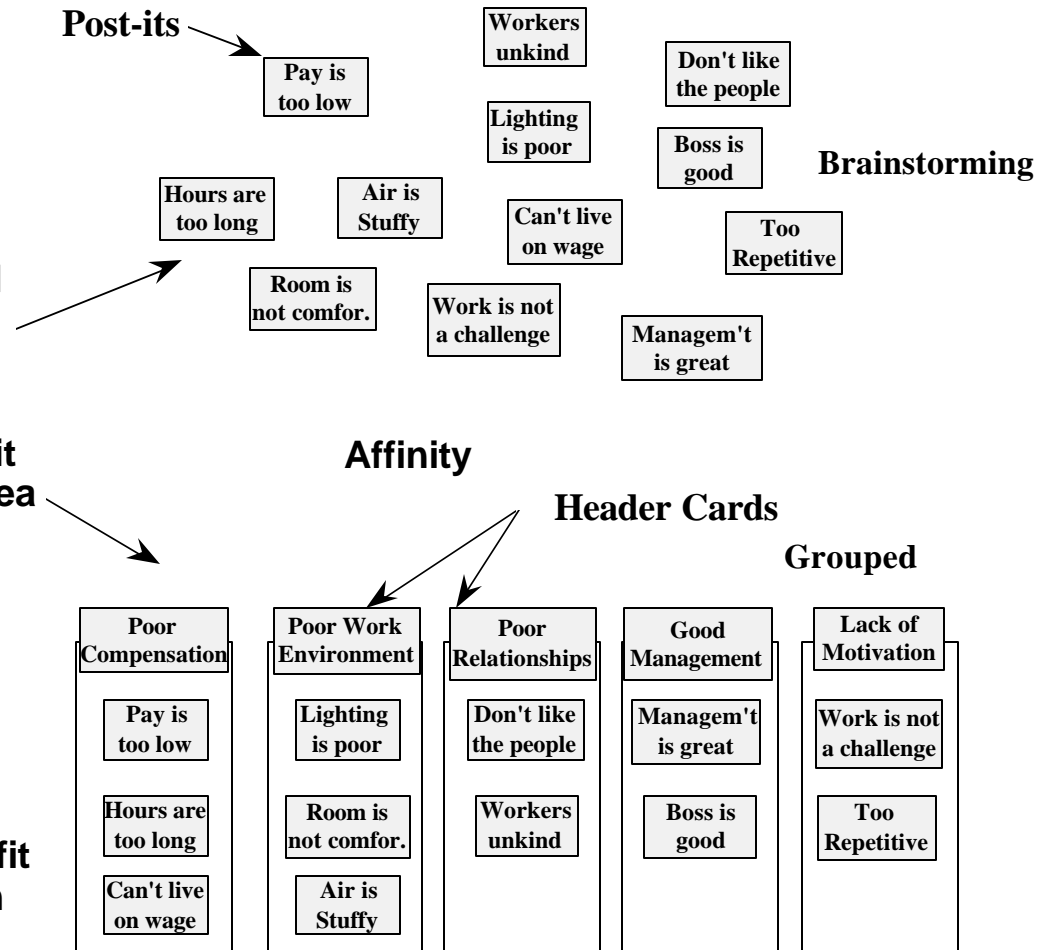 Post-its
Workers
unkind
Pay is
too low
Don't like
the people
Lighting
is poor
Boss is
good
Brainstorming
Hours are
too long
Air is
Stuffy
Can't live
on wage
Too
Repetitive
Room is
not comfor.
Work is not
a challenge
Managem't
is great
Affinity
Header Cards
Grouped
Poor
Compensation
Poor Work
Environment
Poor
Relationships
Good
Management
Lack of
Motivation
Pay is
too low
Lighting
is poor
Don't like
the people
Managem't
is great
Work is not
a challenge
Hours are
too long
Room is
not comfor.
Workers
unkind
Boss is
good
Too
Repetitive
Can't live
on wage
Air is
Stuffy